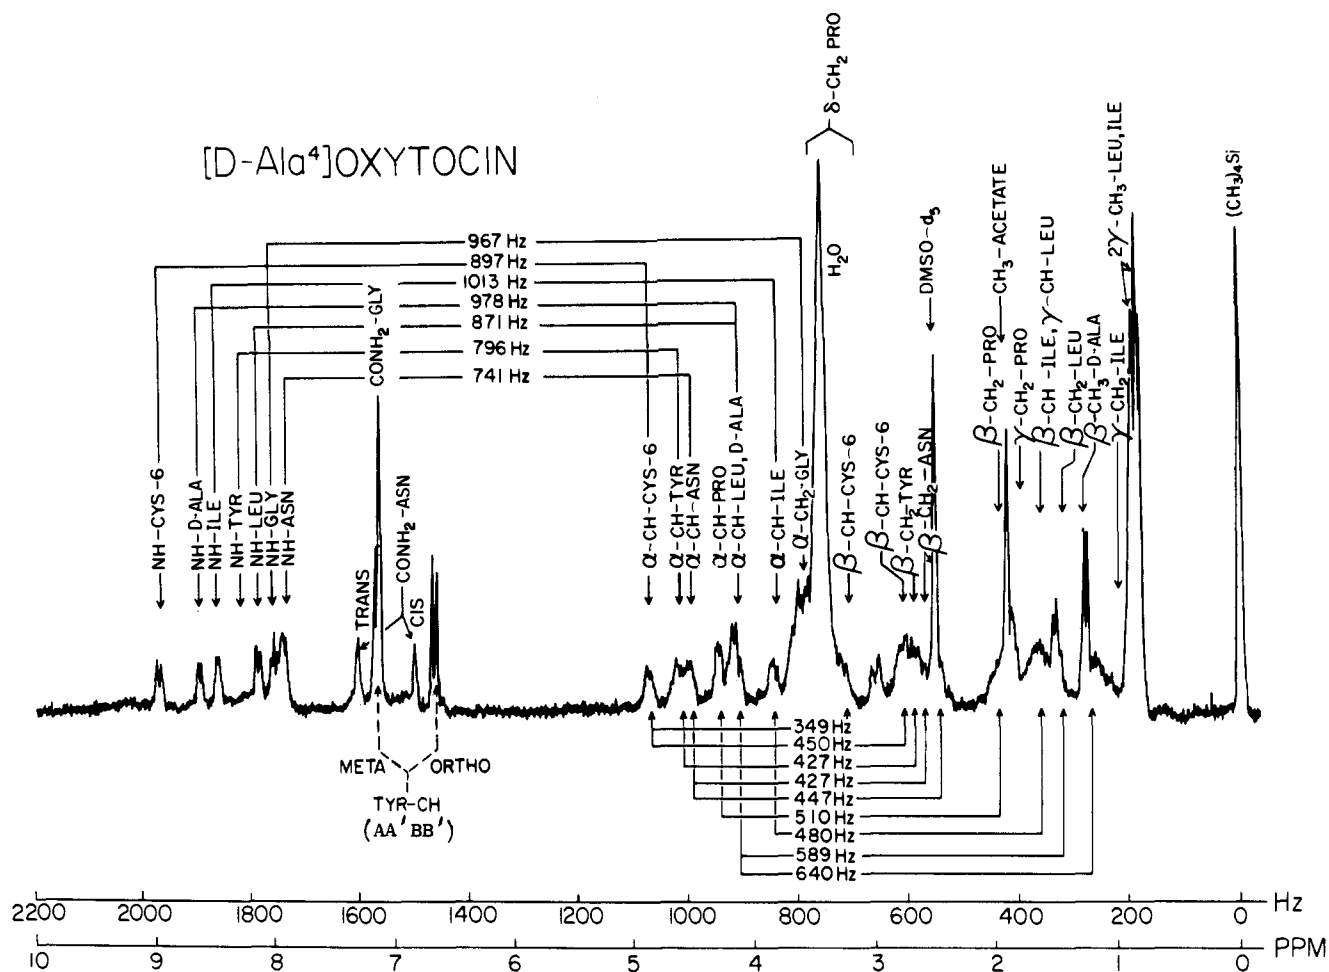 [D-Ala⁴]OXYTOCIN
δ-CH₂ PRO
H₂O
967 Hz
897 Hz
1013 Hz
978 Hz
871 Hz
796 Hz
741 Hz
NH-CYS-6
NH-D-ALA
NH-ILE
NH-TYR
NH-LEU
NH-GLY
NH-ASN
TRANS
CONH₂-GLY
CONH₂-ASN
CIS
α-CH-CYS-6
α-CH-TYR
α-CH-ASN
α-CH-PRO
α-CH-LEU, D-ALA
α-CH-ILE
α-CH₂-GLY
β-CH-CYS-6
β-CH-CYS-6
β-CH₂-TYR
β-CH₂-ASN
DMSO-d₅
β-CH₂-PRO
CH₃-ACETATE
γ-CH₂-PRO
β-CH-ILE, γ-CH-LEU
β-CH₂-LEU
β-CH₃-D-ALA
γ-CH₂-ILE
2γ-CH₃-LEU, ILE
(CH₃)₄Si
META
ORTHO
TYR-CH
(AA'BB')
349 Hz
450 Hz
427 Hz
427 Hz
447 Hz
510 Hz
480 Hz
589 Hz
640 Hz
2200 2000 1800 1600 1400 1200 1000 800 600 400 200 0 Hz
10 9 8 7 6 5 4 3 2 1 0 PPM